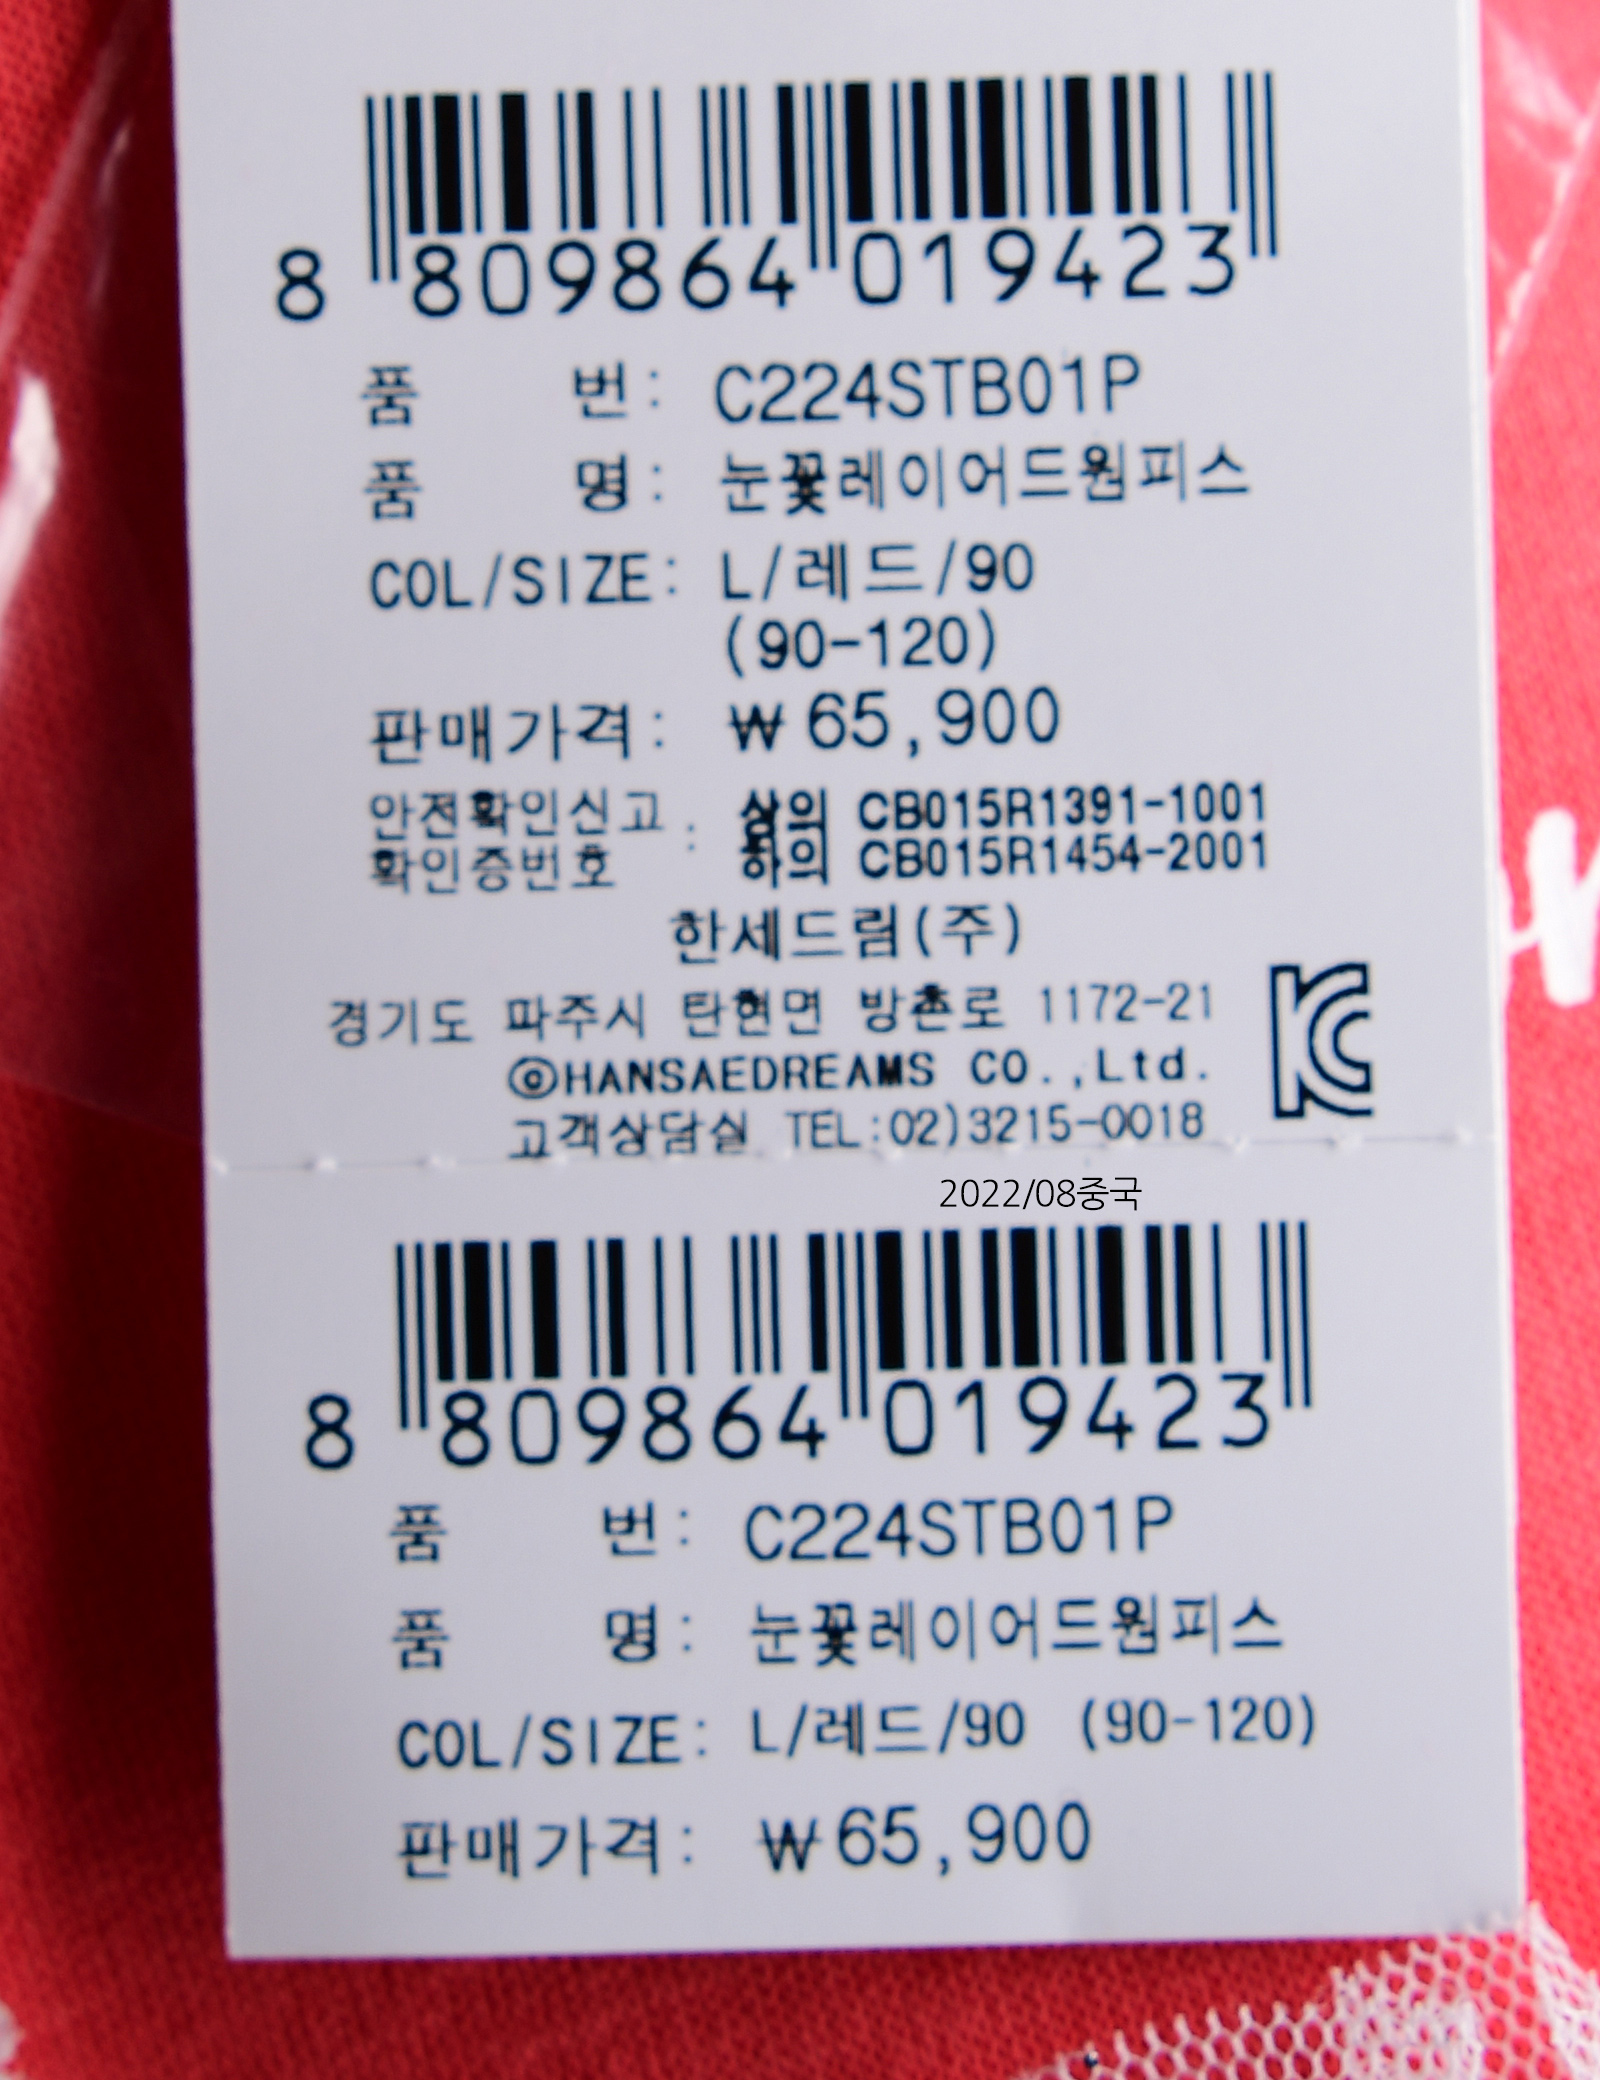 8 809864 019423
품 번: C224STB01P
품 명: 눈꽃레이어드원피스
COL/SIZE: L/레드/90
(90-120)
판매가격: ₩65,900
안전확인신고 : 상의 CB015R1391-1001
확인증번호 하의 CB015R1454-2001
한세드림(주)
경기도 파주시 탄현면 방촌로 1172-21
©HANSAEDREAMS CO.,Ltd.
고객상담실 TEL:02)3215-0018
2022/08중국
8 809864 019423
품 번: C224STB01P
품 명: 눈꽃레이어드원피스
COL/SIZE: L/레드/90 (90-120)
판매가격: ₩65,900